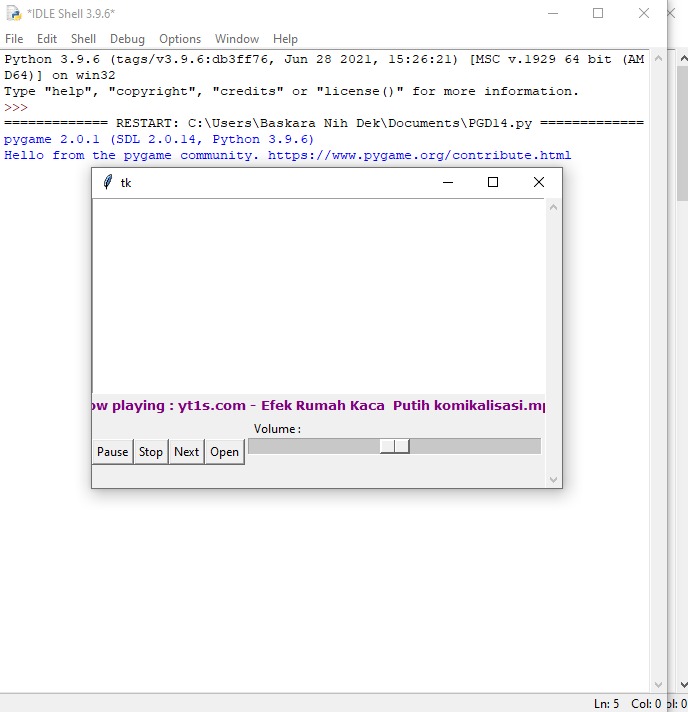 *IDLE Shell 3.9.6*
File Edit Shell Debug Options Window Help
Python 3.9.6 (tags/v3.9.6:db3ff76, Jun 28 2021, 15:26:21) [MSC v.1929 64 bit (AM
D64)] on win32
Type "help", "copyright", "credits" or "license()" for more information.
>>>
============= RESTART: C:\Users\Baskara Nih Dek\Documents\PGD14.py =============
pygame 2.0.1 (SDL 2.0.14, Python 3.9.6)
Hello from the pygame community. https://www.pygame.org/contribute.html
tk
ow playing : yt1s.com - Efek Rumah Kaca  Putih komikalisasi.mp
Volume :
Pause Stop Next Open
Ln: 5 Col: 0 ol: 0